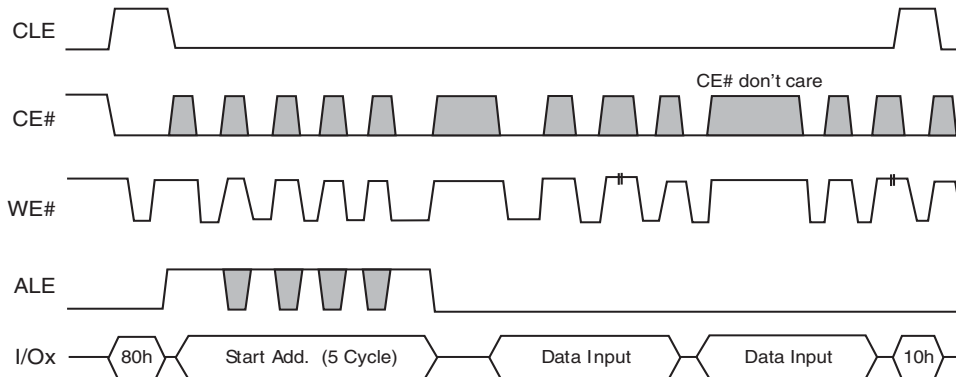 CLE
CE# don't care
CE#
WE#
ALE
I/Ox
80h
Start Add. (5 Cycle)
Data Input
Data Input
10h